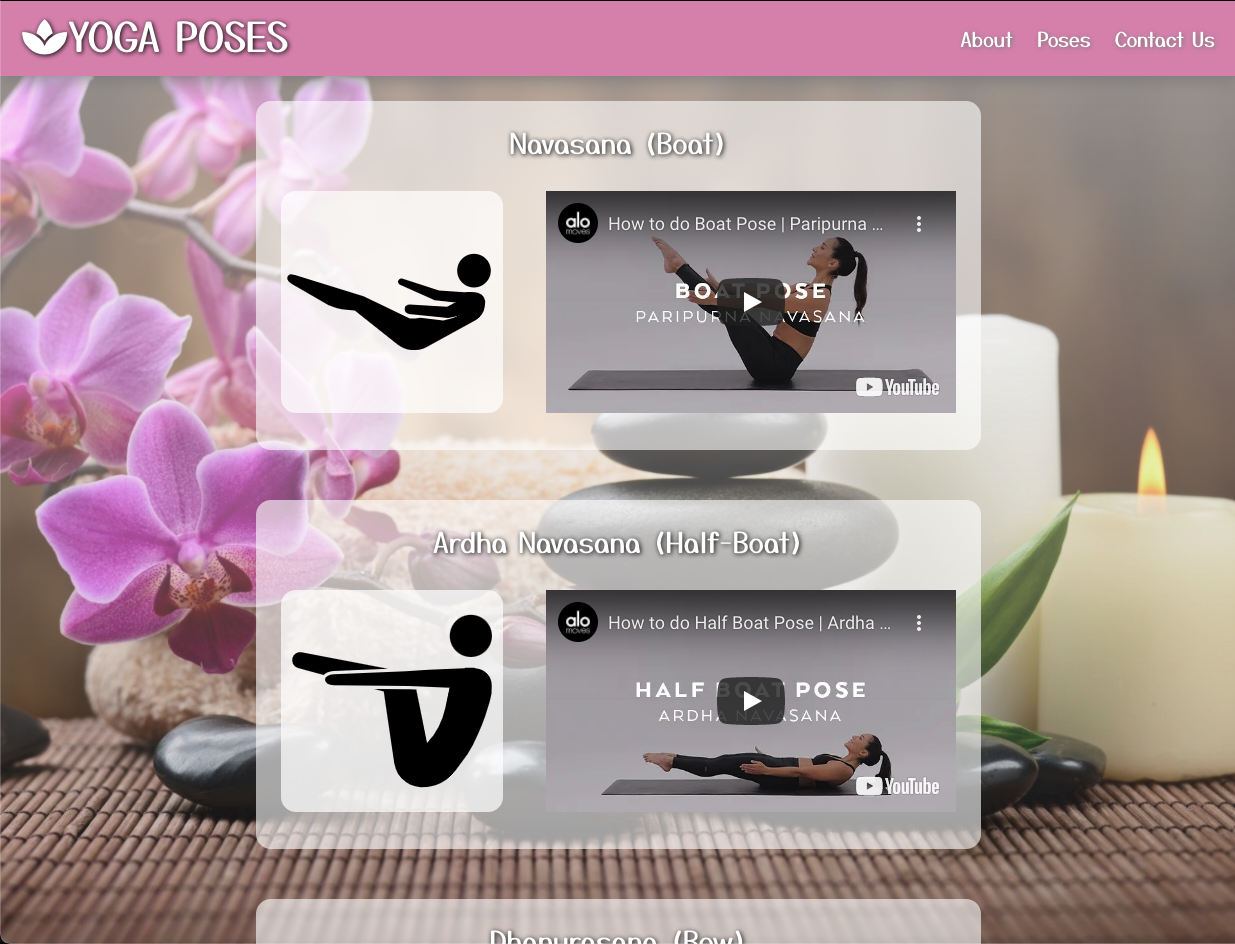 YOGA POSES
About Poses Contact Us
Navasana (Boat)
alo
moves
How to do Boat Pose | Paripurna ...
BOAT POSE
PARIPURNA NAVASANA
YouTube
Ardha Navasana (Half-Boat)
alo
moves
How to do Half Boat Pose | Ardha ...
HALF BOAT POSE
ARDHA NAVASANA
YouTube
Dhanurasana (Bow)